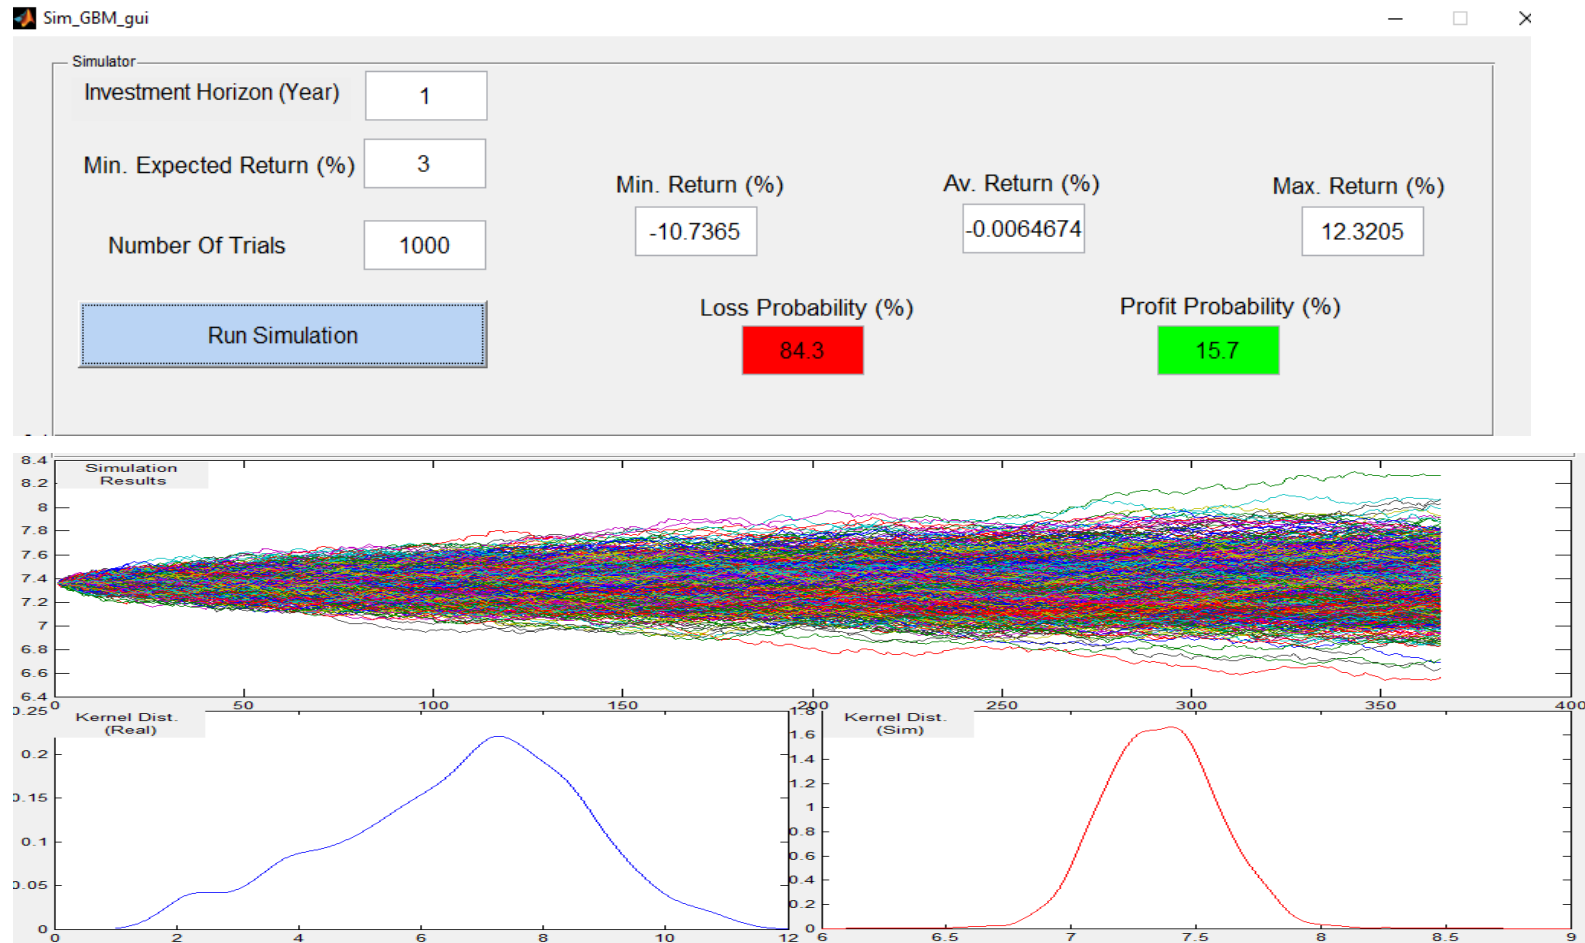 Sim_GBM_gui
Simulator
Investment Horizon (Year)
1
Min. Expected Return (%)
3
Number Of Trials
1000
Run Simulation
Min. Return (%)
-10.7365
Av. Return (%)
-0.0064674
Max. Return (%)
12.3205
Loss Probability (%)
84.3
Profit Probability (%)
15.7
Simulation
Results
8.4
8.2
8
7.8
7.6
7.4
7.2
7
6.8
6.6
6.4
0 50 100 150 200 250 300 350 400
Kernel Dist.
(Real)
0.25
0.2
0.15
0.1
0.05
0
0 2 4 6 8 10 12
Kernel Dist.
(Sim)
1.8
1.6
1.4
1.2
1
0.8
0.6
0.4
0.2
0
6 6.5 7 7.5 8 8.5 9